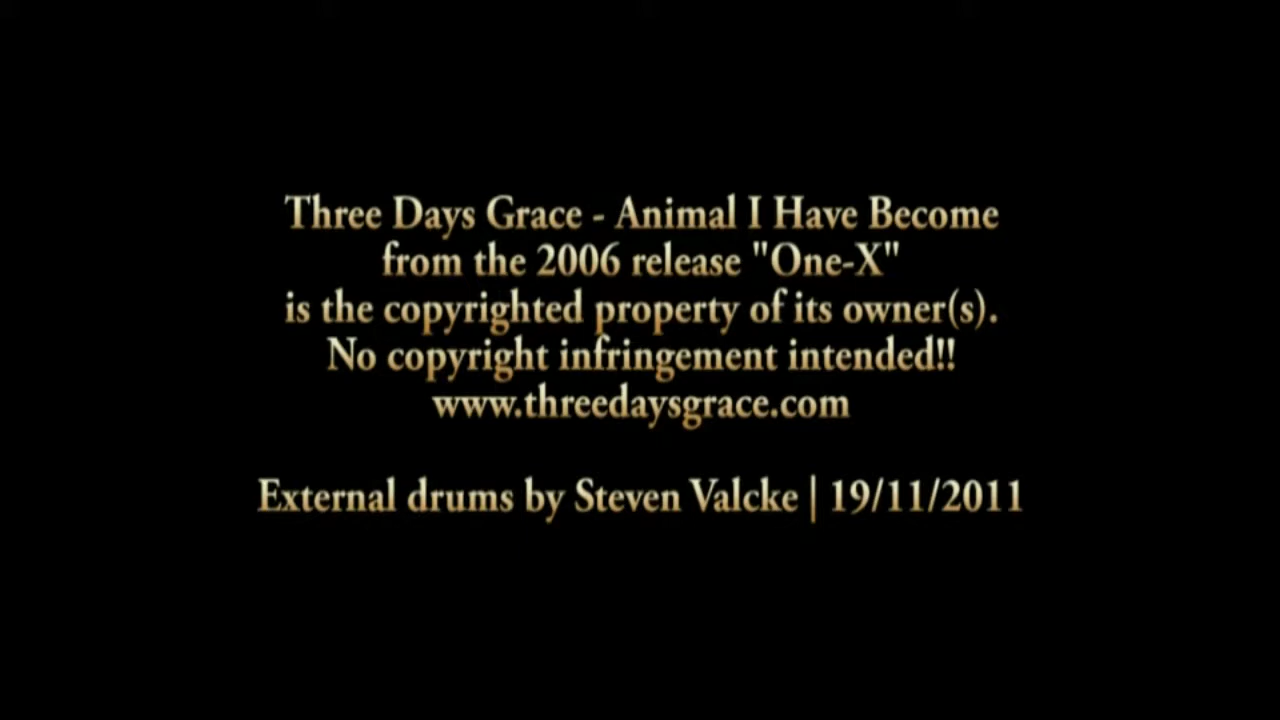 Three Days Grace - Animal I Have Become
from the 2006 release "One-X"
is the copyrighted property of its owner(s).
No copyright infringement intended!!
www.threedaysgrace.com
External drums by Steven Valcke | 19/11/2011